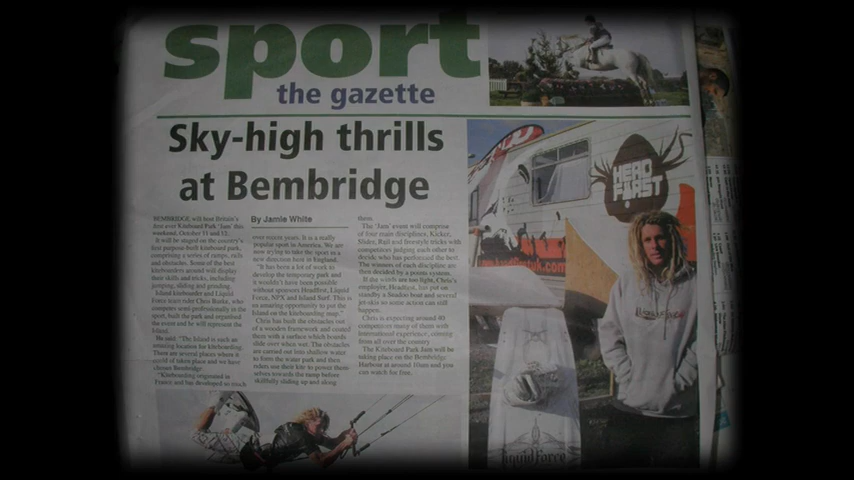 sport
the gazette
Sky-high thrills
at Bembridge
BEMBRIDGE will host Britain's
first ever Kiteboard Park 'Jam' this
weekend, October 11 and 12.
It will be staged on the country's
first purpose-built kiteboard park,
comprising a series of ramps, rails
and obstacles. Some of the best
kiteboarders around will display
their skills and tricks, including
jumping, sliding and grinding.
Island kiteboarder and Liquid
Force team rider Chris
competes semi professionally in the
sport, built the park and organised
the event and he will represent the
Island.
He said: "The Island is such an
amazing location for kiteboarding.
There are several places where it
could of taken place and we have
chosen Bembridge.
"Kiteboarding originated in
France and has developed so much
By Jamie White
over recent years. It is a really
popular sport in America. We are
now trying to take the sport in a
new direction here in England.
"It has been a lot of work to
develop the temporary park and
it wouldn't have been possible
without sponsors Headfirst, Liquid
Force, NPX and Island Surf. This is
an amazing opportunity to put the
Island on the kiteboarding map."
Chris has built the obstacles out
of a wooden framework and coated
them with a surface which boards
slide over when wet. The obstacles
are carried out into shallow water
to form the water park and then
riders use their kite to power them-
selves towards the ramp before
skillfully sliding up and along
them.
The 'Jam' event will comprise
of four main disciplines, Kicker,
Slider, Rail and freestyle tricks with
competitors judging each other to
decide who has performed the best.
The winners of each discipline
are then decided by a points system.
If the winds are too light, Chris's
employer, Headfirst, has put on
standby a Seadoo boat and several
jet-skis so some action can still
happen.
Chris is expecting around 40
competitors many of them with
international experience, coming
from all over the country.
The Kiteboard Park Jam will be
taking place on the Bembridge
Harbour at around 10am and you
can watch for free.
HEAD
FIRST
www.headfirstuk.com
liquid force